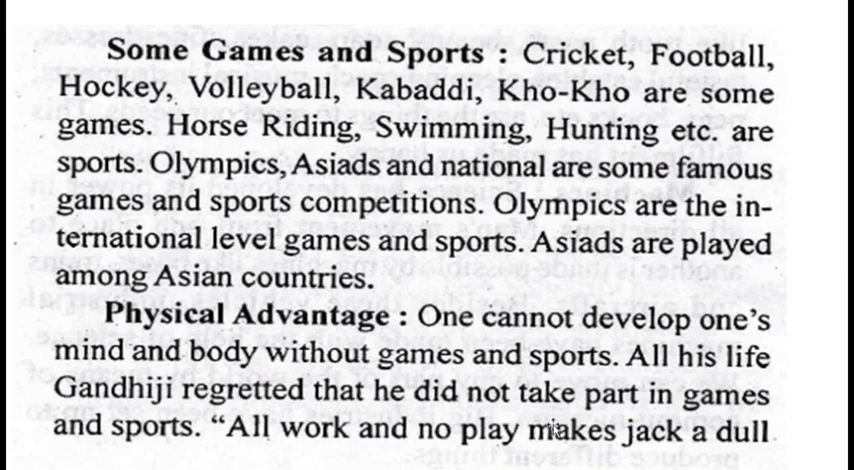 Some Games and Sports : Cricket, Football,
Hockey, Volleyball, Kabaddi, Kho-Kho are some
games. Horse Riding, Swimming, Hunting etc. are
sports. Olympics, Asiads and national are some famous
games and sports competitions. Olympics are the in-
ternational level games and sports. Asiads are played
among Asian countries.
Physical Advantage : One cannot develop one's
mind and body without games and sports. All his life
Gandhiji regretted that he did not take part in games
and sports. “All work and no play makes jack a dull